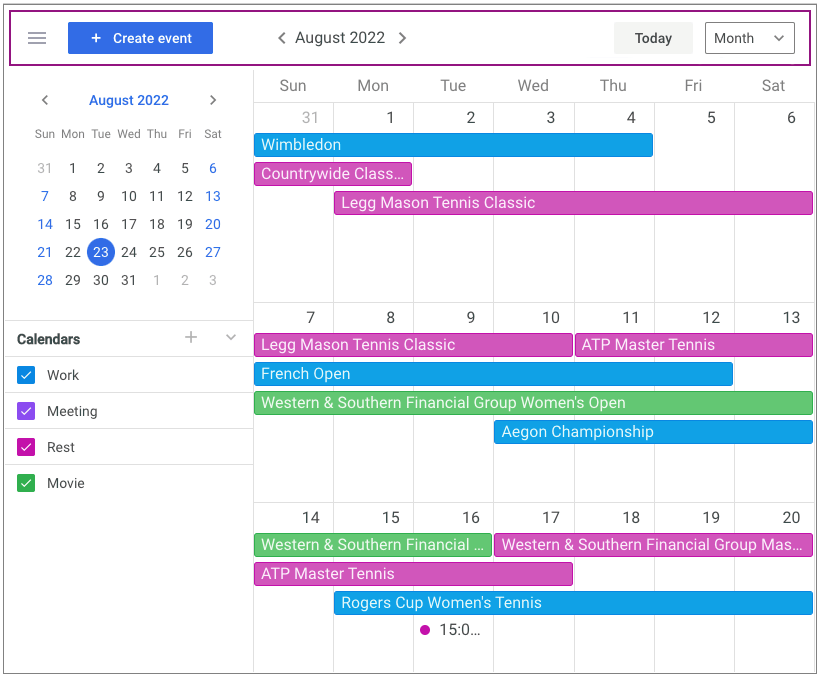 + Create event
August 2022
Today
Month
August 2022
Sun Mon Tue Wed Thu Fri Sat
31 1 2 3 4 5 6
7 8 9 10 11 12 13
14 15 16 17 18 19 20
21 22 23 24 25 26 27
28 29 30 31 1 2 3
Calendars
Work
Meeting
Rest
Movie
Sun Mon Tue Wed Thu Fri Sat
31 1 2 3 4 5 6
Wimbledon
Countrywide Class...
Legg Mason Tennis Classic
7 8 9 10 11 12 13
Legg Mason Tennis Classic ATP Master Tennis
French Open
Western & Southern Financial Group Women's Open
Aegon Championship
14 15 16 17 18 19 20
Western & Southern Financial ... Western & Southern Financial Group Mas...
ATP Master Tennis
Rogers Cup Women's Tennis
15:0...